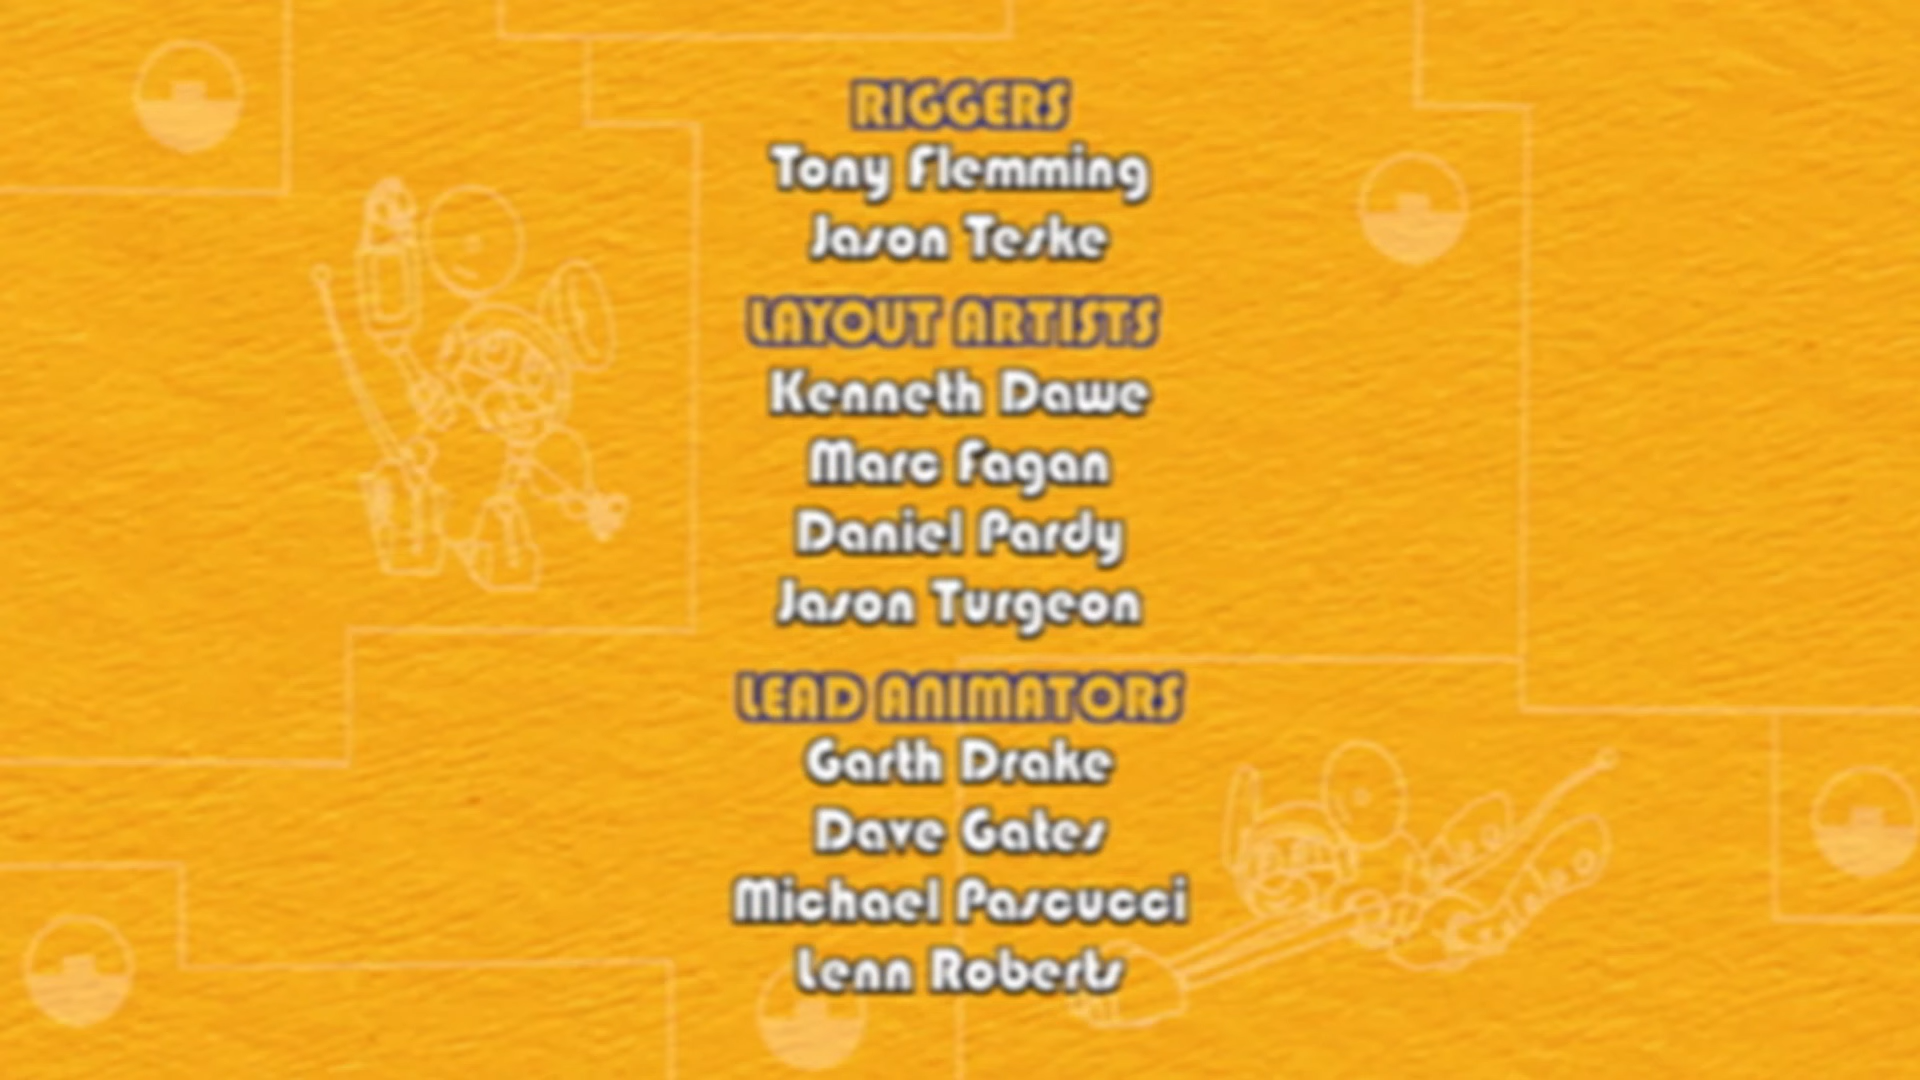 RIGGERS
Tony Flemming
Jason Teske
LAYOUT ARTISTS
Kenneth Dawe
Marc Fagan
Daniel Pardy
Jason Turgeon
LEAD ANIMATORS
Garth Drake
Dave Gates
Michael Pascucci
Lenn Roberts